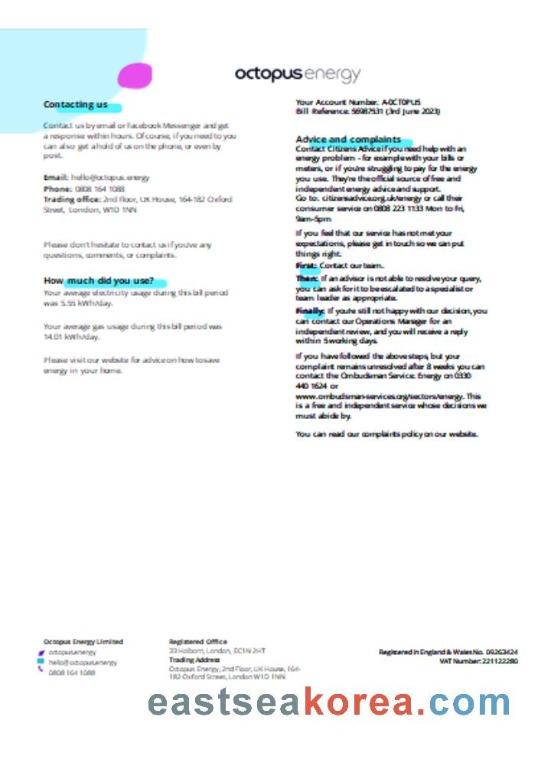 octopusenergy
Contacting us
Contact us by email or Facebook Messenger and get
a response within hours. Of course, if you need to you
can also get a hold of us on the phone, or even by
post.
Email: hello@octopus.energy
Phone: 0808 164 1088
Trading office: 2nd Floor, UK House, 164-182 Oxford
Street, London, W1D 1NN
Please don't hesitate to contact us if you've any
questions, comments, or complaints.
How much did you use?
Your average electricity usage during this bill period
was 5.55 kWh/day.
Your average gas usage during this bill period was
14.01 kWh/day.
Please visit our website for advice on how to save
energy in your home.
Your Account Number: A-0CT0PUS
Bill Reference: 56987531 (3rd June 2023)
Advice and complaints
Contact Citizens Advice if you need help with an
energy problem - for example with your bills or
meters, or if you're struggling to pay for the energy
you use. They're the official source of free and
independent energy advice and support.
Go to: citizensadvice.org.uk/energy or call their
consumer service on 0808 223 1133 Mon to Fri,
9am-5pm
If you feel that our service has not met your
expectations, please get in touch so we can put
things right.
First: Contact our team.
Then: If an advisor is not able to resolve your query,
you can ask for it to be escalated to a specialist or
team leader as appropriate.
Finally: If you're still not happy with our decision, you
can contact our Operations Manager for an
independent review, and you will receive a reply
within 5 working days.
If you have followed the above steps, but your
complaint remains unresolved after 8 weeks you can
contact the Ombudsman Service: Energy on 0330
440 1624 or
www.ombudsman-services.org/sectors/energy. This
is a free and independent service whose decisions we
must abide by.
You can read our complaints policy on our website.
Octopus Energy Limited
octopusenergy
hello@octopus.energy
0808 164 1088
Registered Office
33 Holborn, London, EC1N 2HT
Trading Address
Octopus Energy, 2nd Floor, UK House, 164-
182 Oxford Street, London W1D 1NN
Registered in England & Wales No. 09263424
VAT Number: 221122280
eastseakorea.com